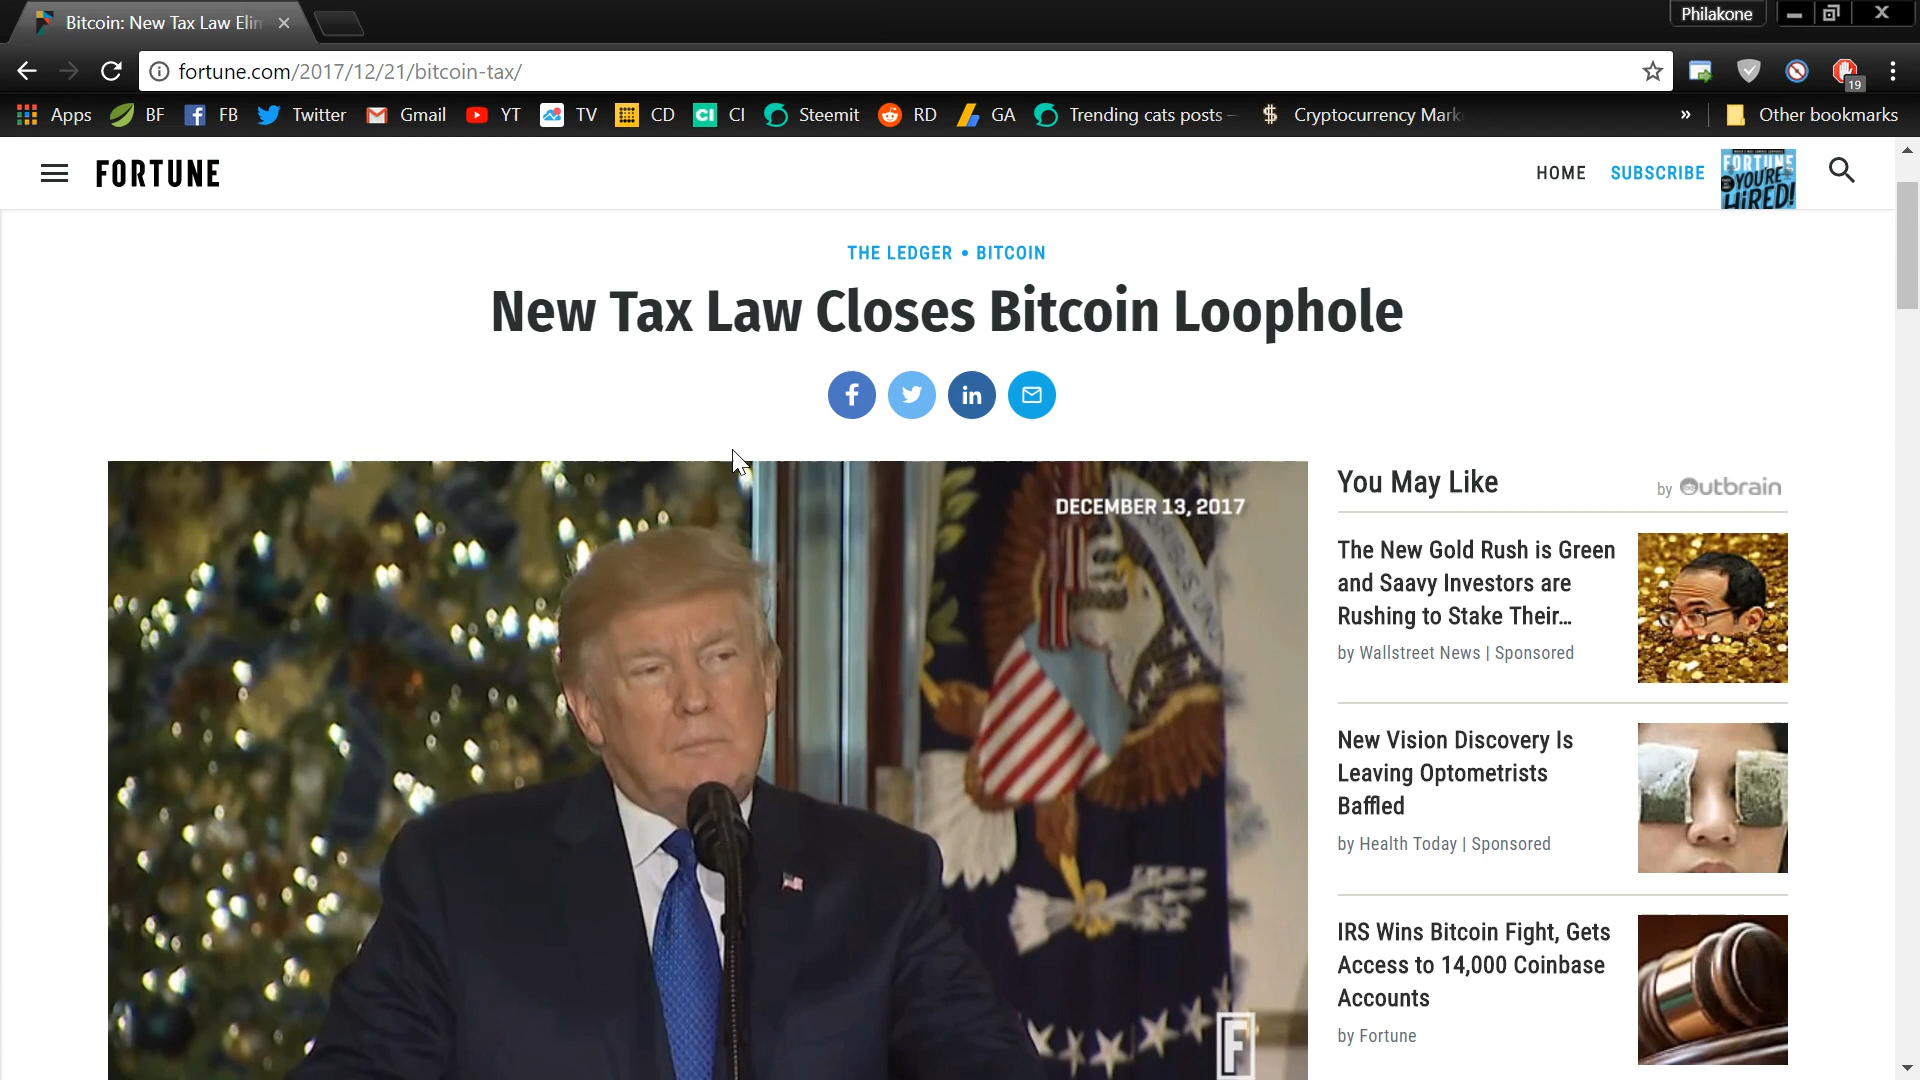 Bitcoin: New Tax Law Elim
Philakone
fortune.com/2017/12/21/bitcoin-tax/
19
Apps BF FB Twitter Gmail YT TV CD CI Steemit RD GA Trending cats posts – Cryptocurrency Mark » Other bookmarks
FORTUNE
HOME SUBSCRIBE
FORTUNE
YOU'RE
HIRED!
THE LEDGER • BITCOIN
New Tax Law Closes Bitcoin Loophole
DECEMBER 13, 2017
F
You May Like
by Outbrain
The New Gold Rush is Green
and Saavy Investors are
Rushing to Stake Their...
by Wallstreet News | Sponsored
New Vision Discovery Is
Leaving Optometrists
Baffled
by Health Today | Sponsored
IRS Wins Bitcoin Fight, Gets
Access to 14,000 Coinbase
Accounts
by Fortune